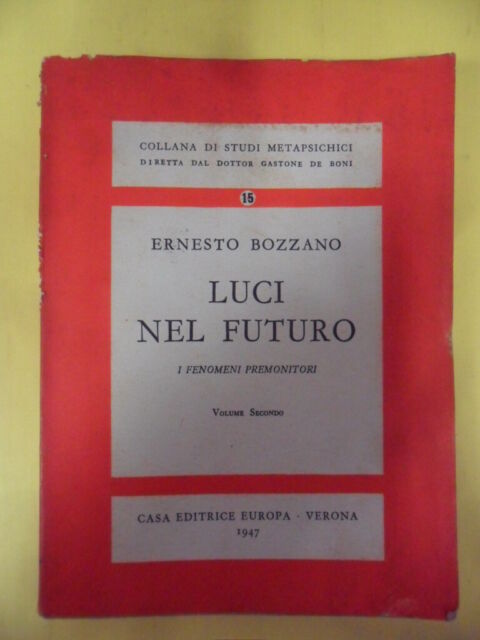 COLLANA DI STUDI METAPSICHICI
DIRETTA DAL DOTTOR GASTONE DE BONI
15
ERNESTO BOZZANO
LUCI
NEL FUTURO
I FENOMENI PREMONITORI
VOLUME SECONDO
CASA EDITRICE EUROPA · VERONA
1947